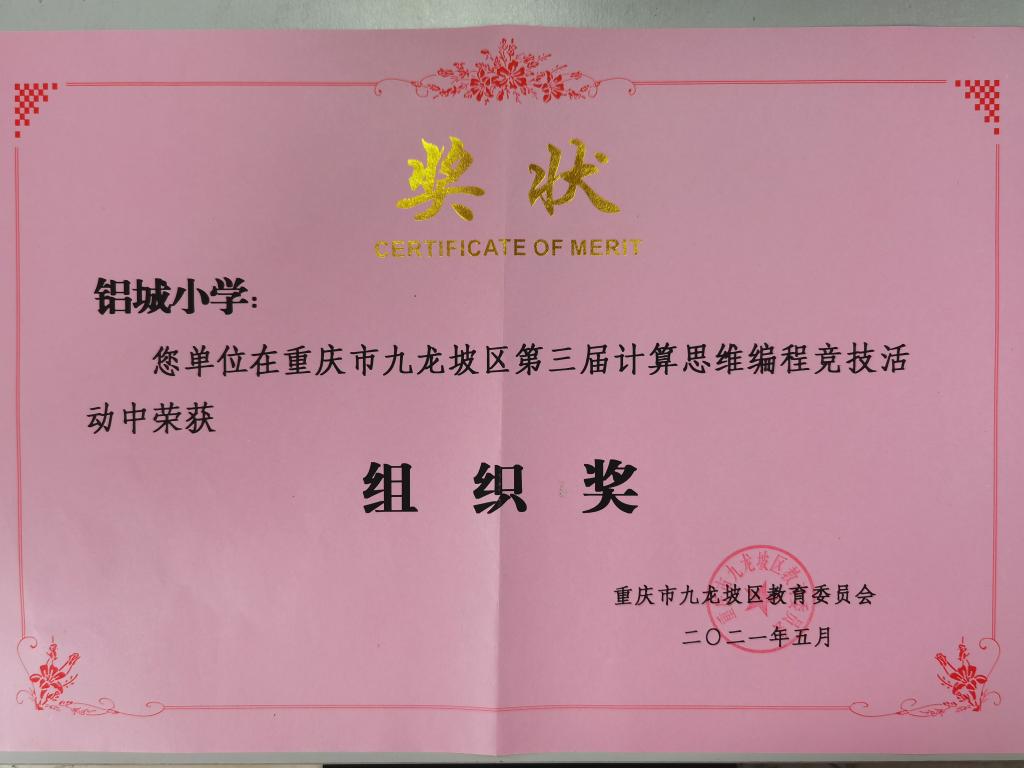 奖状
CERTIFICATE OF MERIT
铝城小学：
您单位在重庆市九龙坡区第三届计算思维编程竞技活
动中荣获
组织奖
重庆市九龙坡区教育委员会
二〇二一年五月